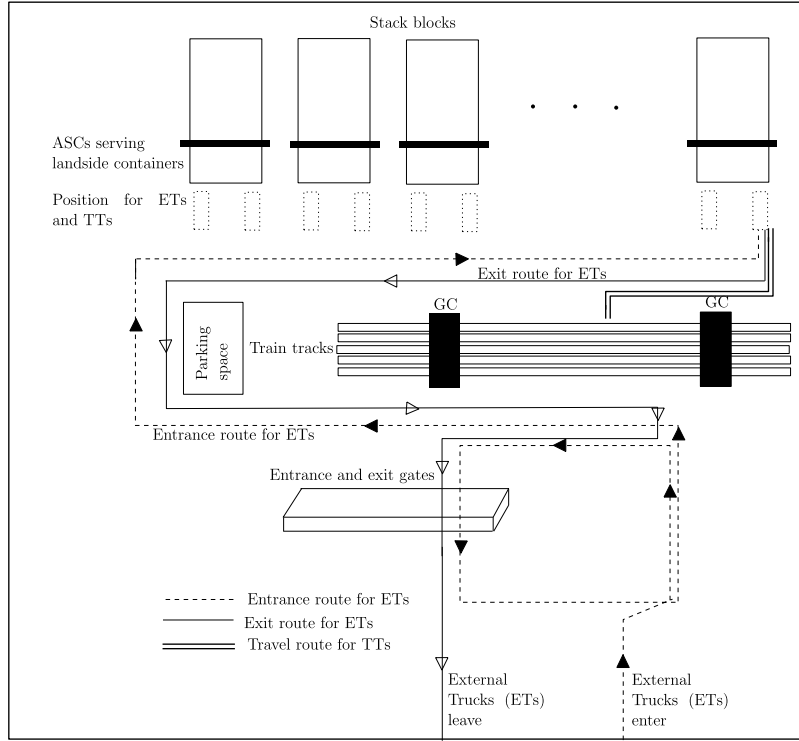 Stack blocks
ASCs serving
landside containers
Position for ETs
and TTs
Exit route for ETs
GC
GC
Parking
space
Train tracks
Entrance route for ETs
Entrance and exit gates
Entrance route for ETs
Exit route for ETs
Travel route for TTs
External
Trucks (ETs)
leave
External
Trucks (ETs)
enter